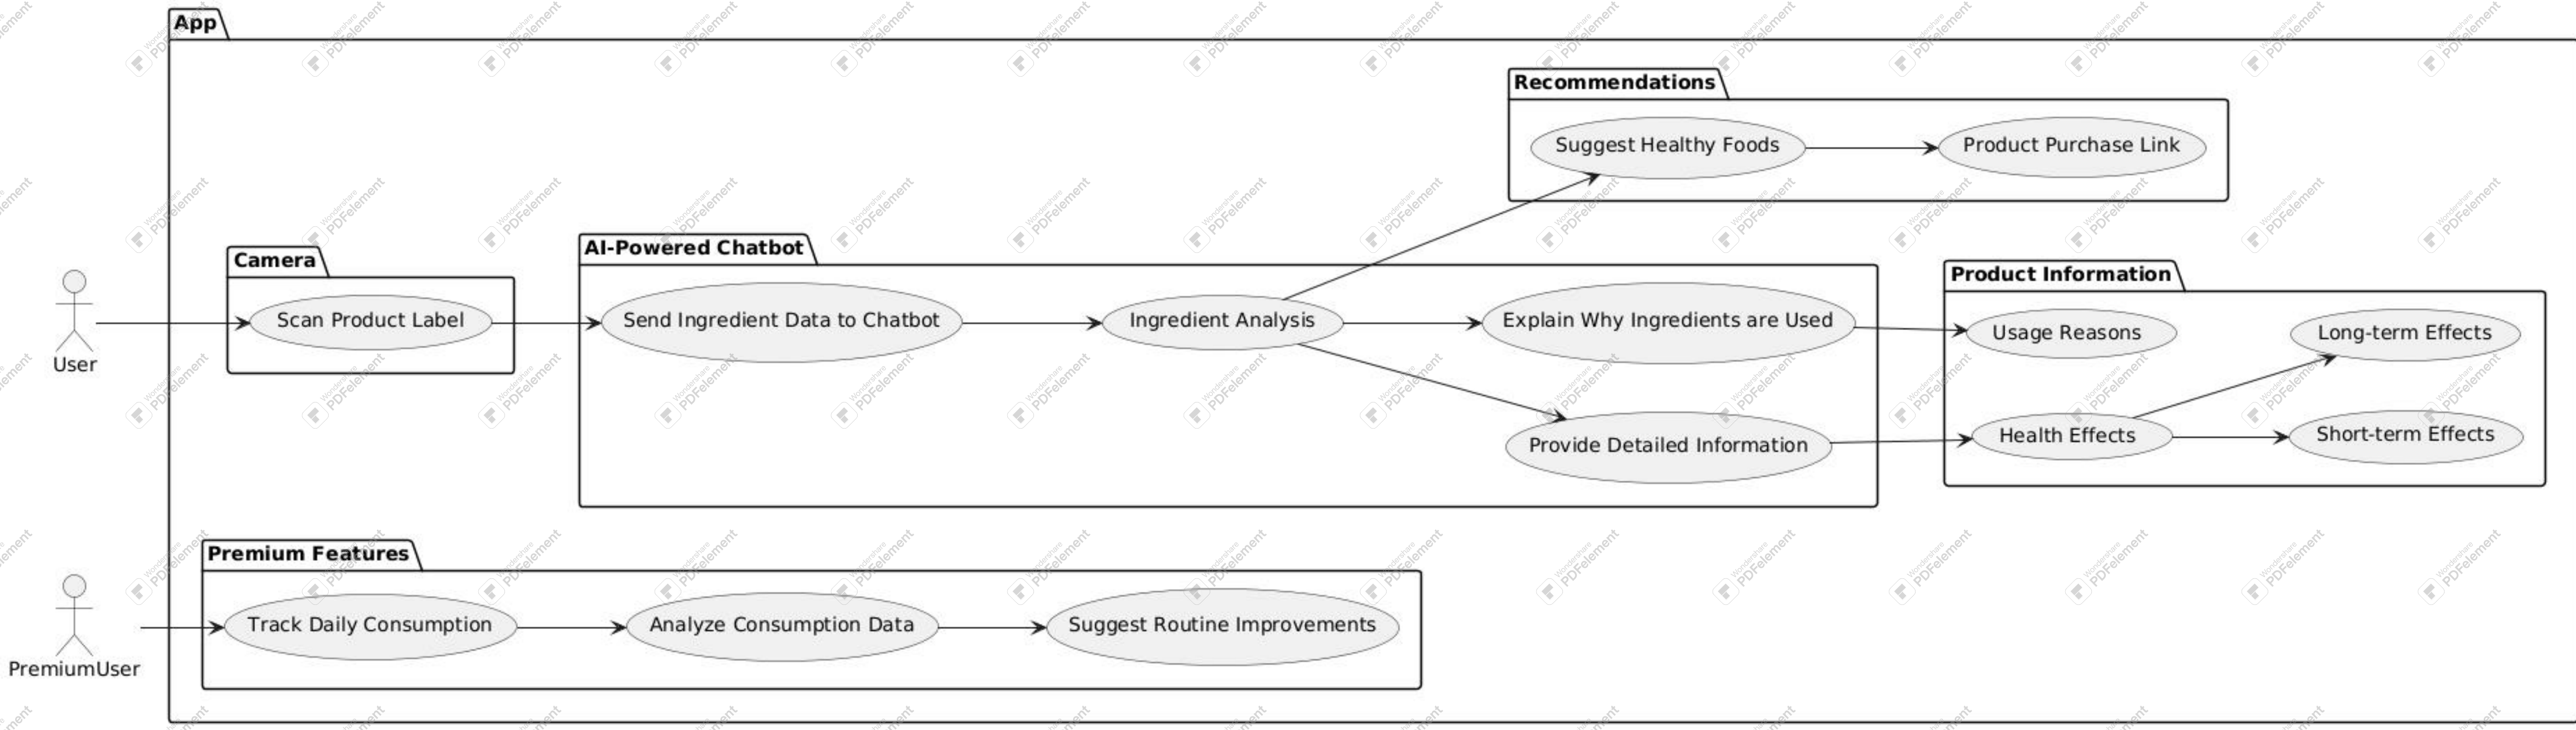 App
Recommendations
Suggest Healthy Foods
Product Purchase Link
Camera
Scan Product Label
AI-Powered Chatbot
Send Ingredient Data to Chatbot
Ingredient Analysis
Explain Why Ingredients are Used
Provide Detailed Information
Product Information
Usage Reasons
Long-term Effects
Health Effects
Short-term Effects
User
Premium Features
Track Daily Consumption
Analyze Consumption Data
Suggest Routine Improvements
PremiumUser
Wondershare
PDFelement